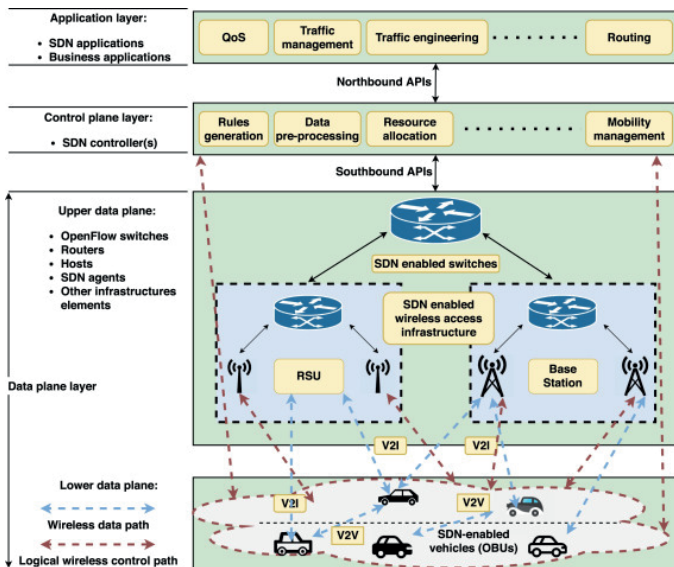 Application layer:
• SDN applications
• Business applications
QoS
Traffic
management
Traffic engineering
Routing
Northbound APIs
Control plane layer:
• SDN controller(s)
Rules
generation
Data
pre-processing
Resource
allocation
Mobility
management
Southbound APIs
Upper data plane:
• OpenFlow switches
• Routers
• Hosts
• SDN agents
• Other infrastructures
elements
SDN enabled switches
SDN enabled
wireless access
infrastructure
RSU
Base
Station
Data plane layer
V2I
V2I
Lower data plane:
Wireless data path
Logical wireless control path
V2I
V2V
V2V
SDN-enabled
vehicles (OBUs)